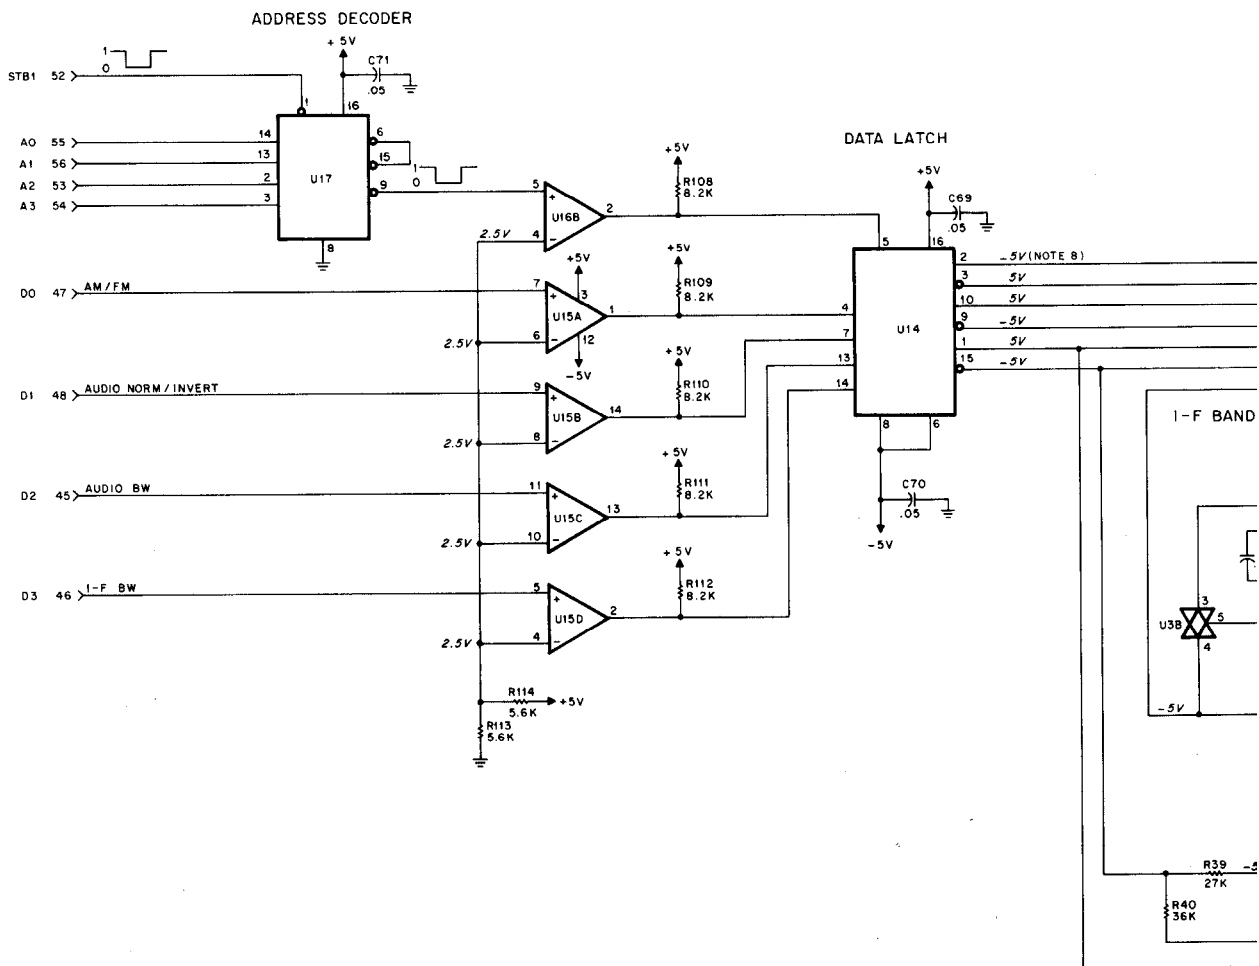 ADDRESS DECODER
+5V
1
0
C71
.05
STB1 52
1
16
A0 55
14
6
A1 56
13
15
A2 53
2
U17
9
A3 54
3
8
1
0
DATA LATCH
+5V
R108
8.2K
+5V
C69
.05
5
+
U16B
2
2.5V 4
−
5
16
D0 47 AM/FM
7
+
+5V
3
U15A
1
2.5V
6
−
12
−5V
+5V
R109
8.2K
4
7
13
14
U14
2 −5V (NOTE 8)
3 5V
10 5V
9 −5V
1 5V
15 −5V
8
6
C70
.05
−5V
D1 48 AUDIO NORM/INVERT
9
+
U15B
14
2.5V
8
−
+5V
R110
8.2K
I-F BAND
D2 45 AUDIO BW
11
+
U15C
13
2.5V
10
−
+5V
R111
8.2K
D3 46 I-F BW
5
+
U15D
2
2.5V
4
−
+5V
R112
8.2K
3
U3B
5
4
−5V
R114
5.6K
+5V
R113
5.6K
R39
27K
−5
R40
36K